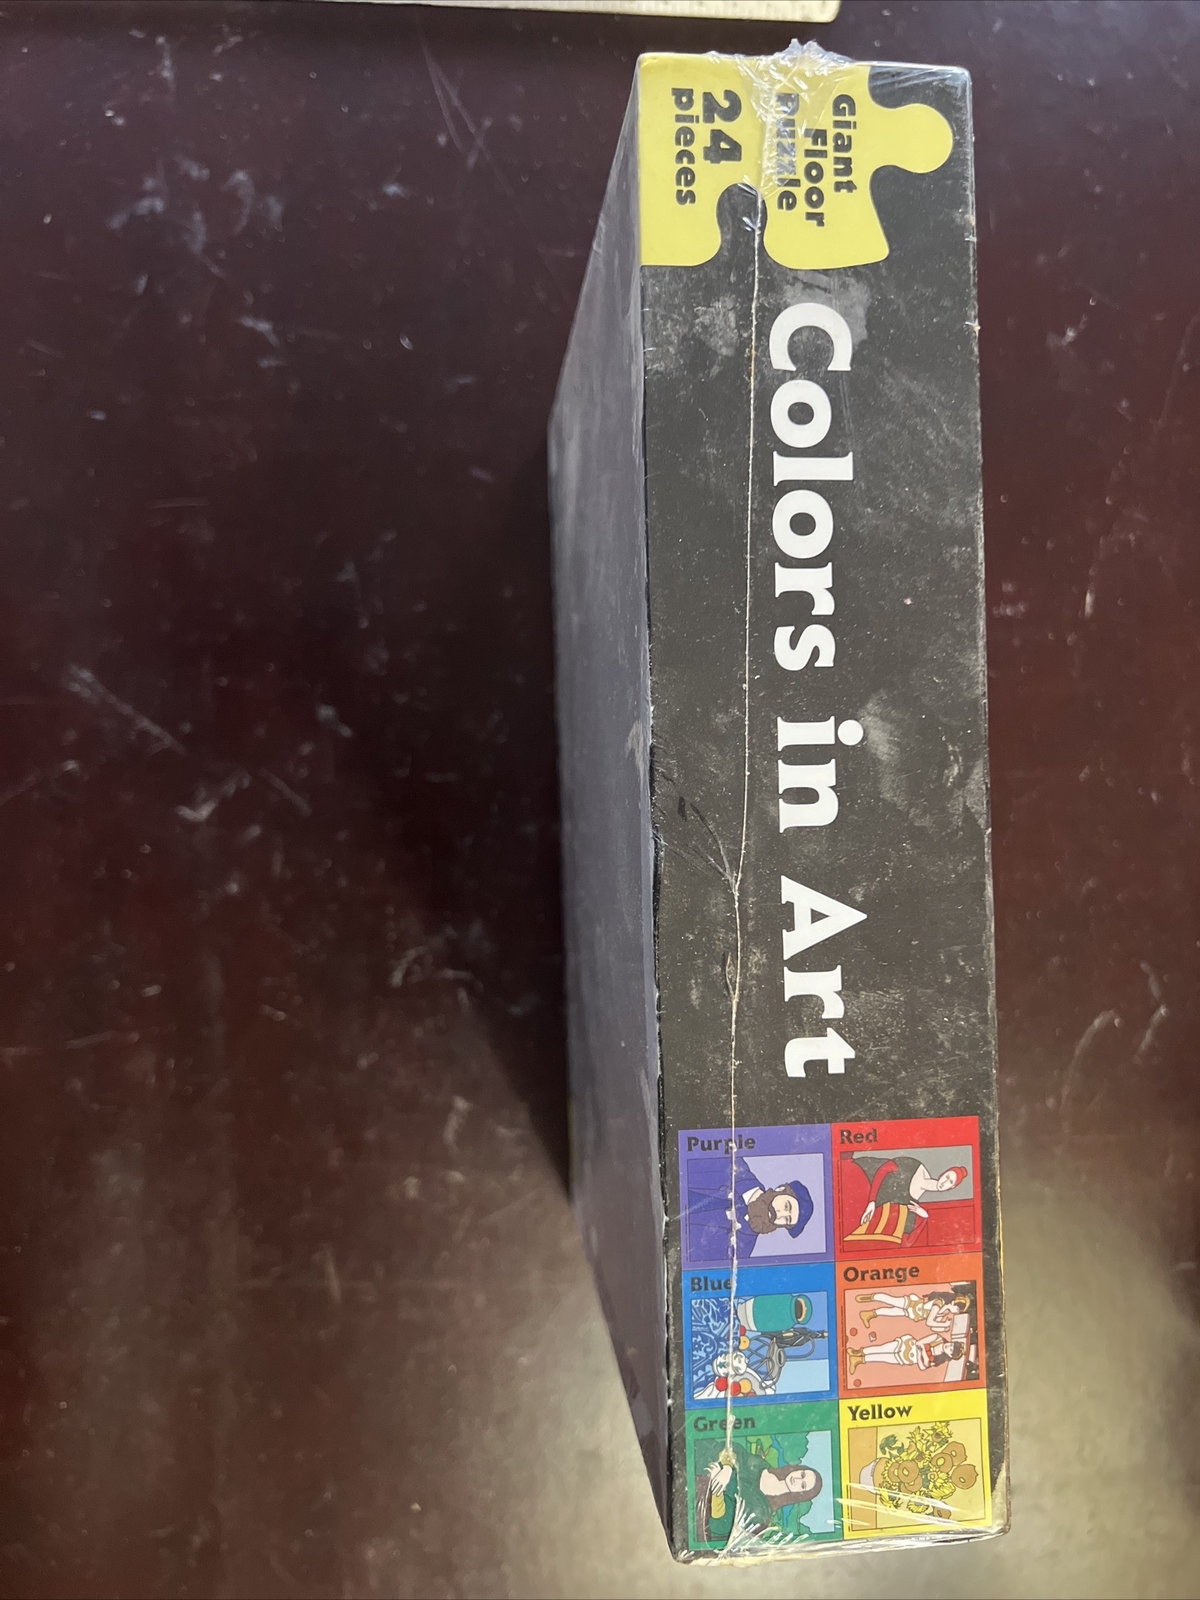 Giant
Floor
Puzzle
24
pieces
Colors in Art
Purple
Red
Blue
Orange
Green
Yellow